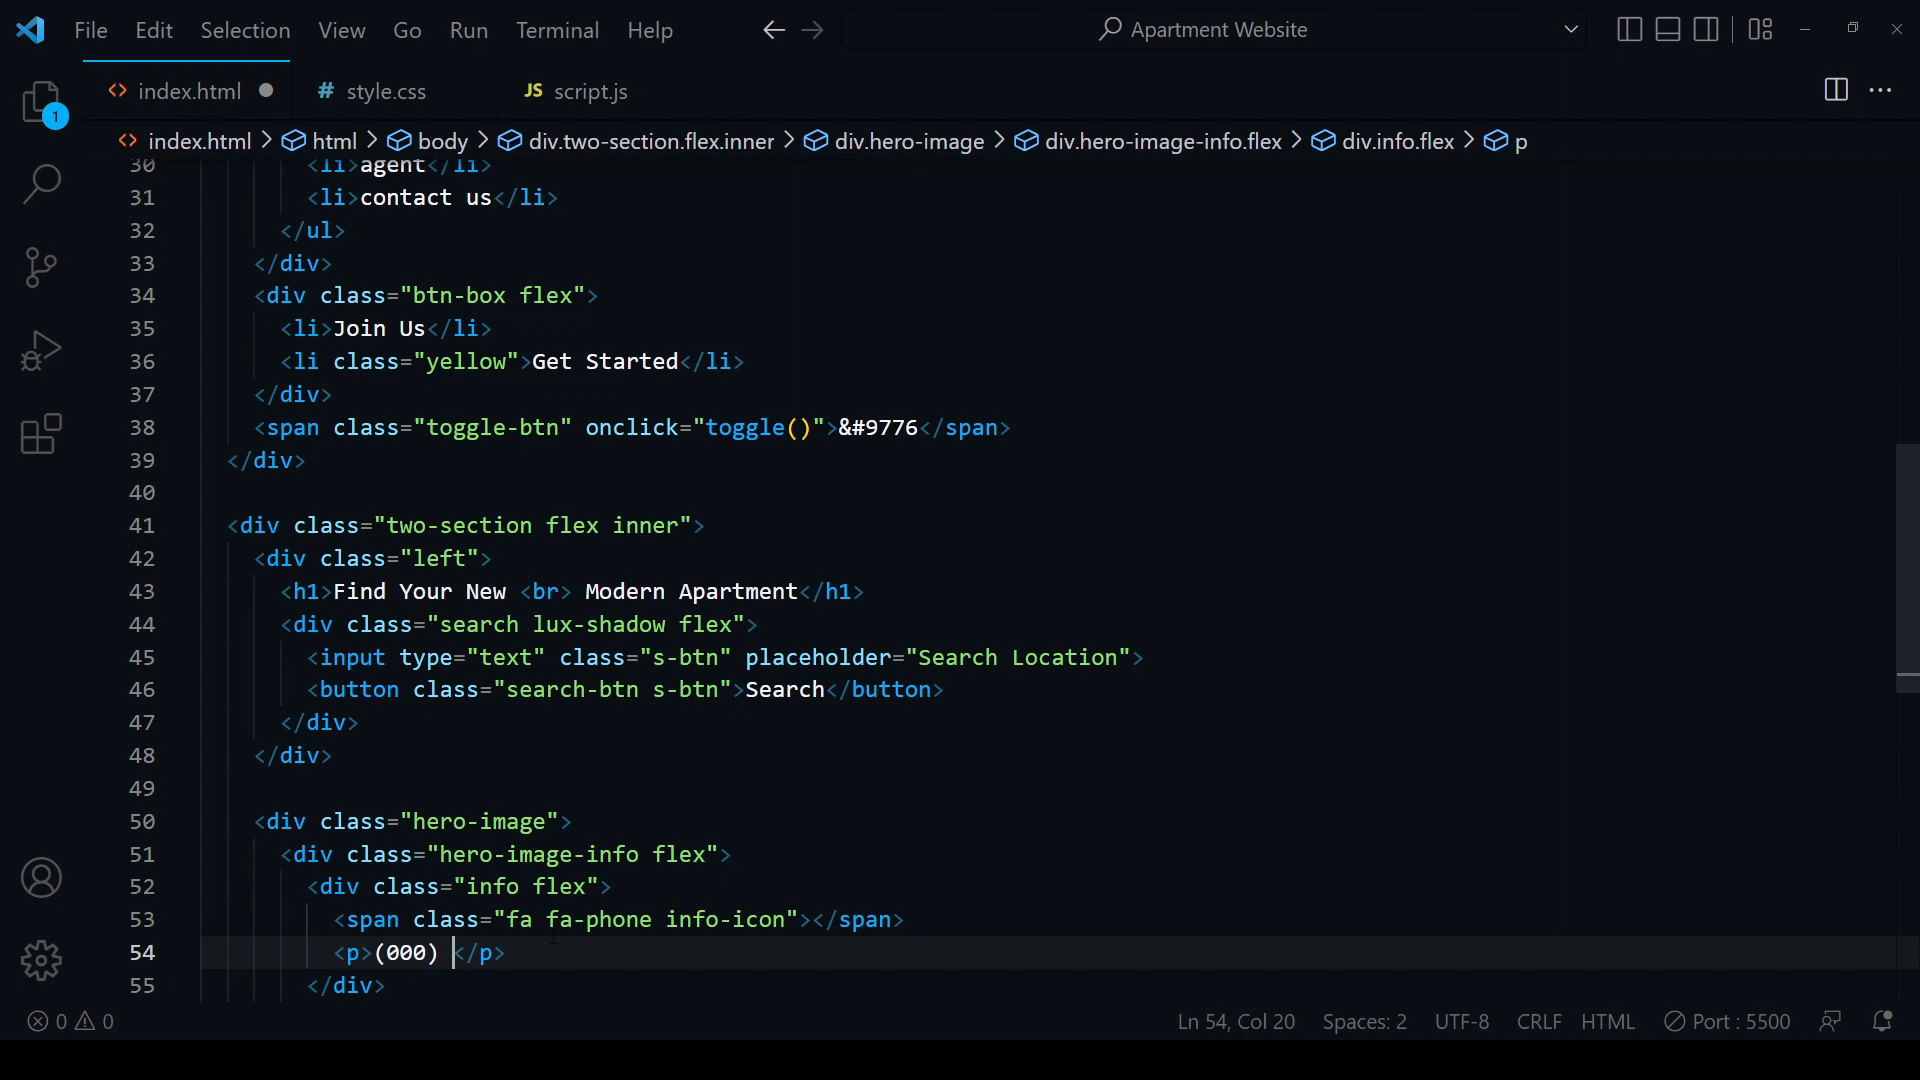 File Edit Selection View Go Run Terminal Help Apartment Website
index.html # style.css JS script.js
1
index.html > html > body > div.two-section.flex.inner > div.hero-image > div.hero-image-info.flex > div.info.flex > p
30 <li>agent</li>
31 <li>contact us</li>
32 </ul>
33 </div>
34 <div class="btn-box flex">
35 <li>Join Us</li>
36 <li class="yellow">Get Started</li>
37 </div>
38 <span class="toggle-btn" onclick="toggle()">&#9776</span>
39 </div>
40
41 <div class="two-section flex inner">
42 <div class="left">
43 <h1>Find Your New <br> Modern Apartment</h1>
44 <div class="search lux-shadow flex">
45 <input type="text" class="s-btn" placeholder="Search Location">
46 <button class="search-btn s-btn">Search</button>
47 </div>
48 </div>
49
50 <div class="hero-image">
51 <div class="hero-image-info flex">
52 <div class="info flex">
53 <span class="fa fa-phone info-icon"></span>
54 <p>(000) </p>
55 </div>
0 0 Ln 54, Col 20 Spaces: 2 UTF-8 CRLF HTML Port : 5500